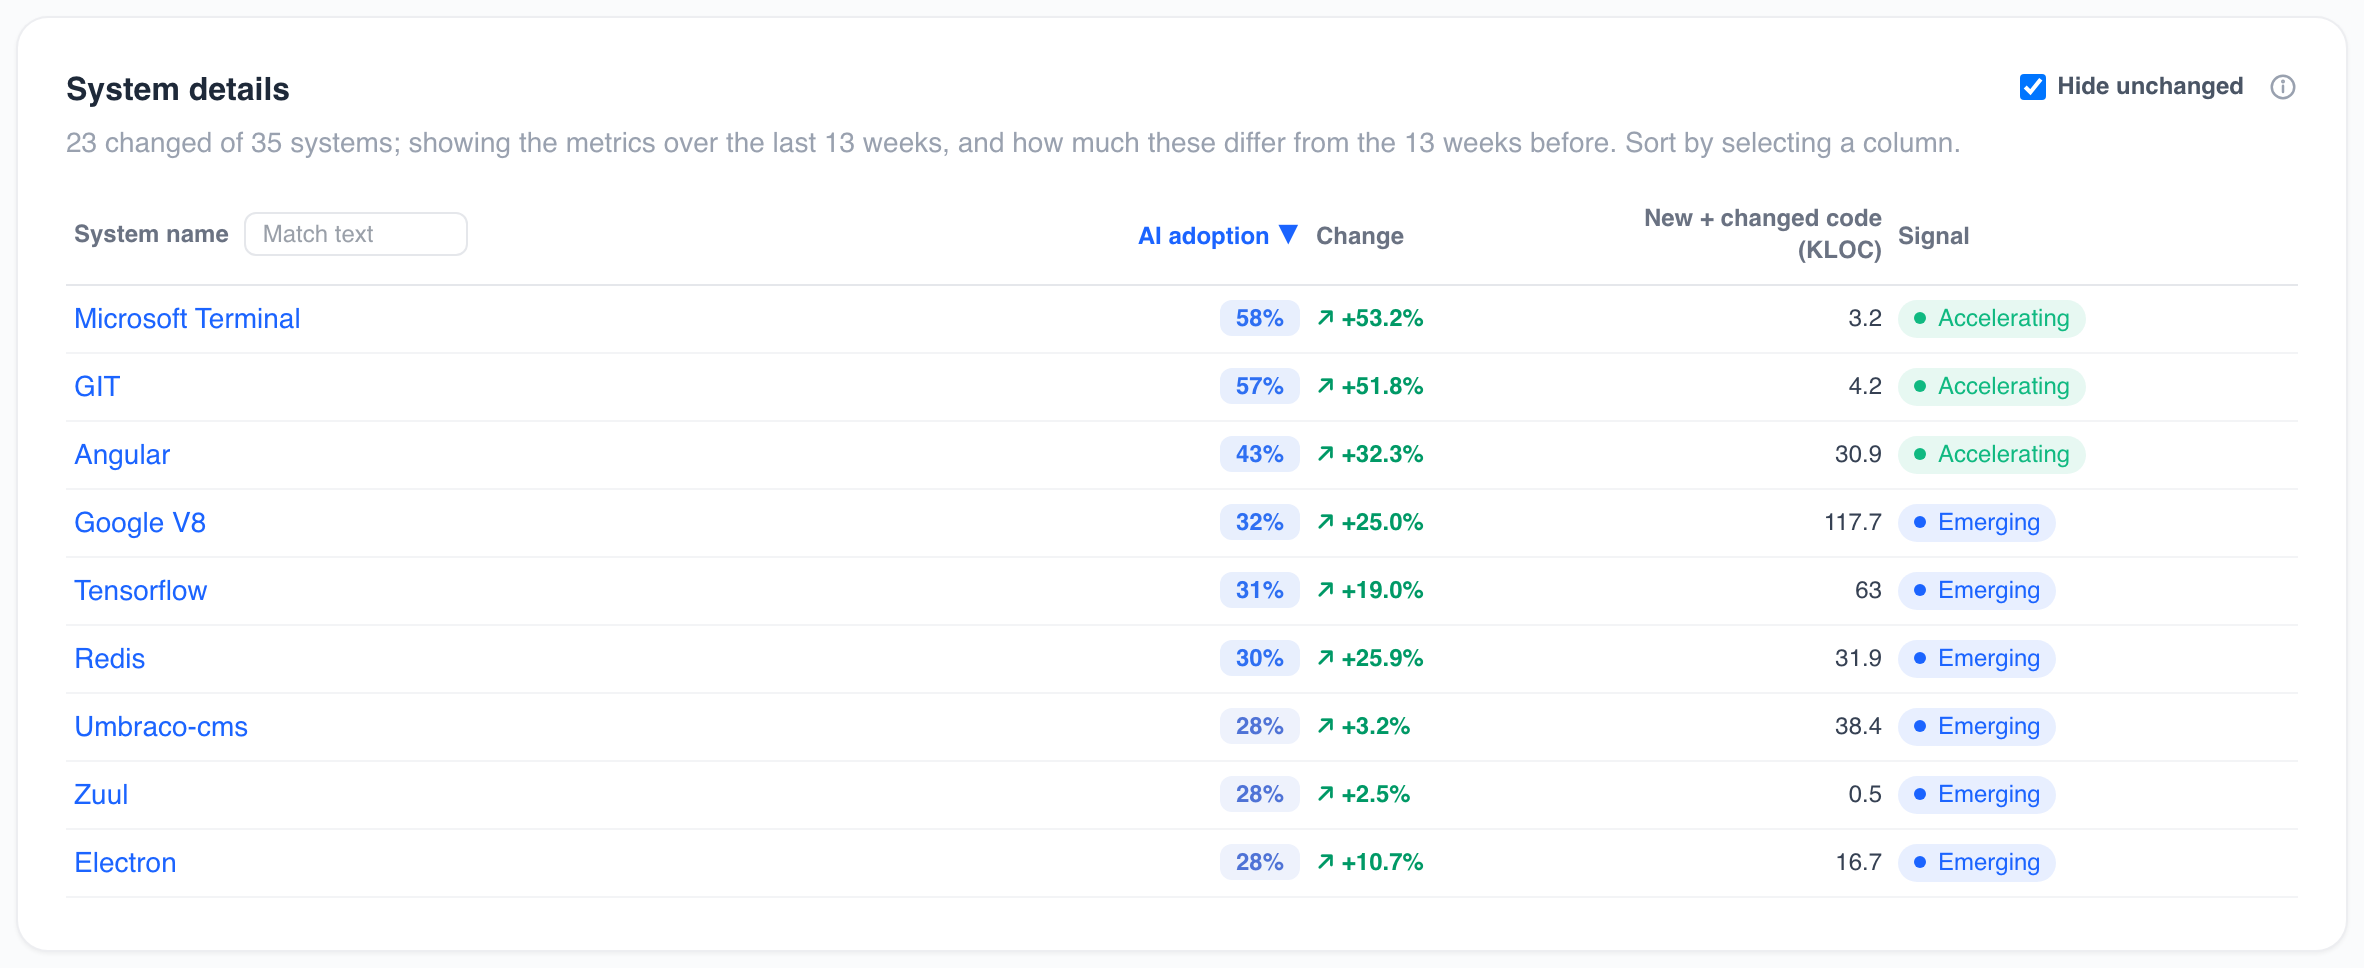 System details
Hide unchanged
23 changed of 35 systems; showing the metrics over the last 13 weeks, and how much these differ from the 13 weeks before. Sort by selecting a column.
System name Match text AI adoption ▼ Change New + changed code (KLOC) Signal
Microsoft Terminal 58% ↗ +53.2% 3.2 Accelerating
GIT 57% ↗ +51.8% 4.2 Accelerating
Angular 43% ↗ +32.3% 30.9 Accelerating
Google V8 32% ↗ +25.0% 117.7 Emerging
Tensorflow 31% ↗ +19.0% 63 Emerging
Redis 30% ↗ +25.9% 31.9 Emerging
Umbraco-cms 28% ↗ +3.2% 38.4 Emerging
Zuul 28% ↗ +2.5% 0.5 Emerging
Electron 28% ↗ +10.7% 16.7 Emerging